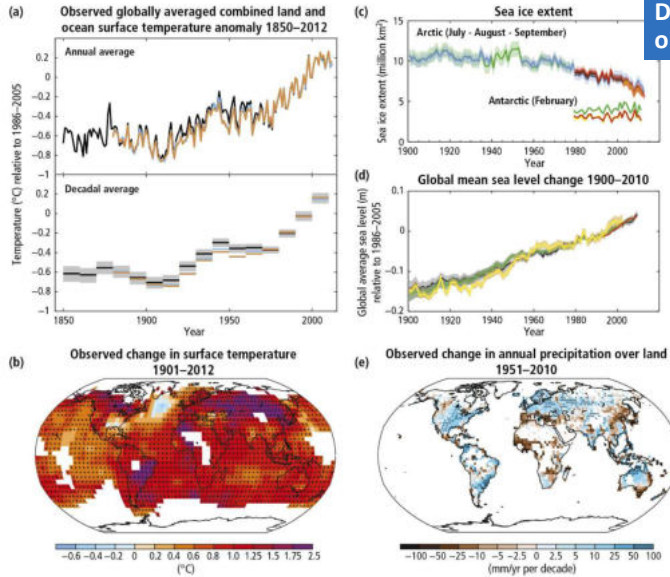 (a) Observed globally averaged combined land and
ocean surface temperature anomaly 1850–2012
Annual average
0.2
0
−0.2
−0.4
−0.6
−0.8
−1
Temperature (°C) relative to 1986–2005
Decadal average
0.2
0
−0.2
−0.4
−0.6
−0.8
−1
1850
1900
1950
2000
Year
(b) Observed change in surface temperature
1901–2012
−0.6 −0.4 −0.2 0 0.2 0.4 0.6 0.8 1.0 1.25 1.5 1.75 2.5
(°C)
(c) Sea ice extent
Arctic (July - August - September)
Sea ice extent (million km²)
15
10
5
0
Antarctic (February)
1900 1920 1940 1960 1980 2000
Year
(d) Global mean sea level change 1900–2010
Global average sea level (m)
relative to 1986–2005
0.1
0
−0.1
−0.2
1900 1920 1940 1960 1980 2000
Year
(e) Observed change in annual precipitation over land
1951–2010
−100 −50 −25 −10 −5 −2.5 0 2.5 5 10 25 50 100
(mm/yr per decade)
D
o